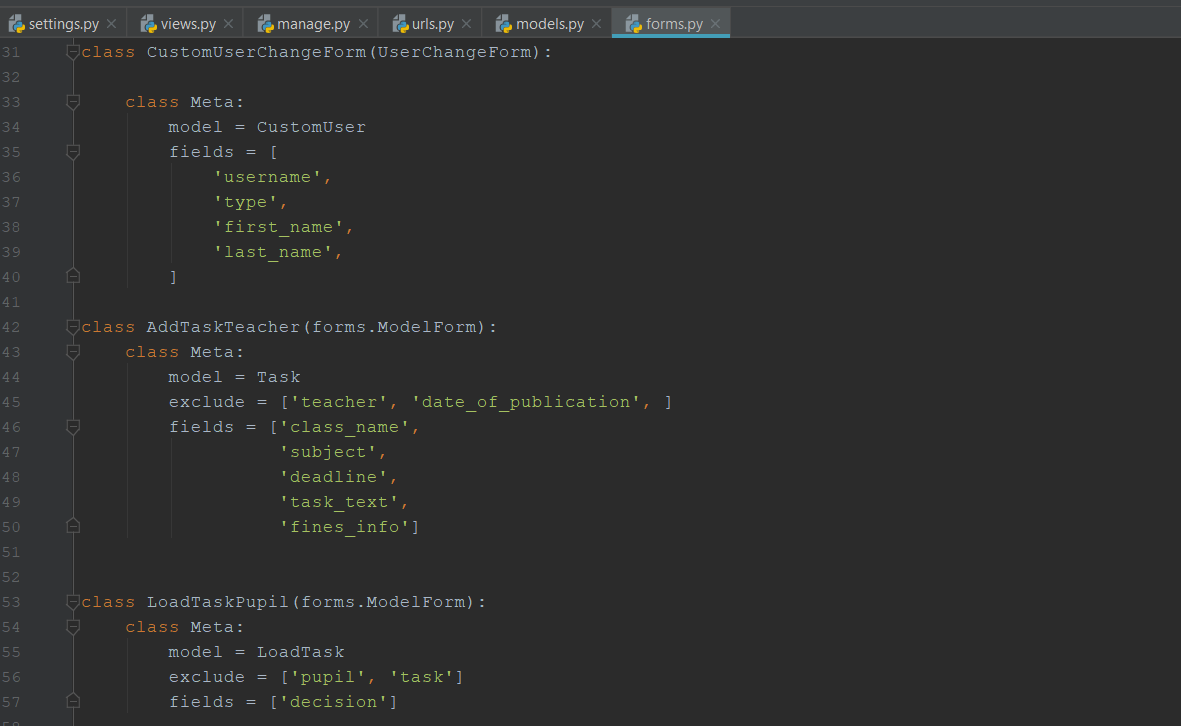 settings.py views.py manage.py urls.py models.py forms.py
31 class CustomUserChangeForm(UserChangeForm):
32
33     class Meta:
34         model = CustomUser
35         fields = [
36             'username',
37             'type',
38             'first_name',
39             'last_name',
40         ]
41
42 class AddTaskTeacher(forms.ModelForm):
43     class Meta:
44         model = Task
45         exclude = ['teacher', 'date_of_publication', ]
46         fields = ['class_name',
47                   'subject',
48                   'deadline',
49                   'task_text',
50                   'fines_info']
51
52
53 class LoadTaskPupil(forms.ModelForm):
54     class Meta:
55         model = LoadTask
56         exclude = ['pupil', 'task']
57         fields = ['decision']